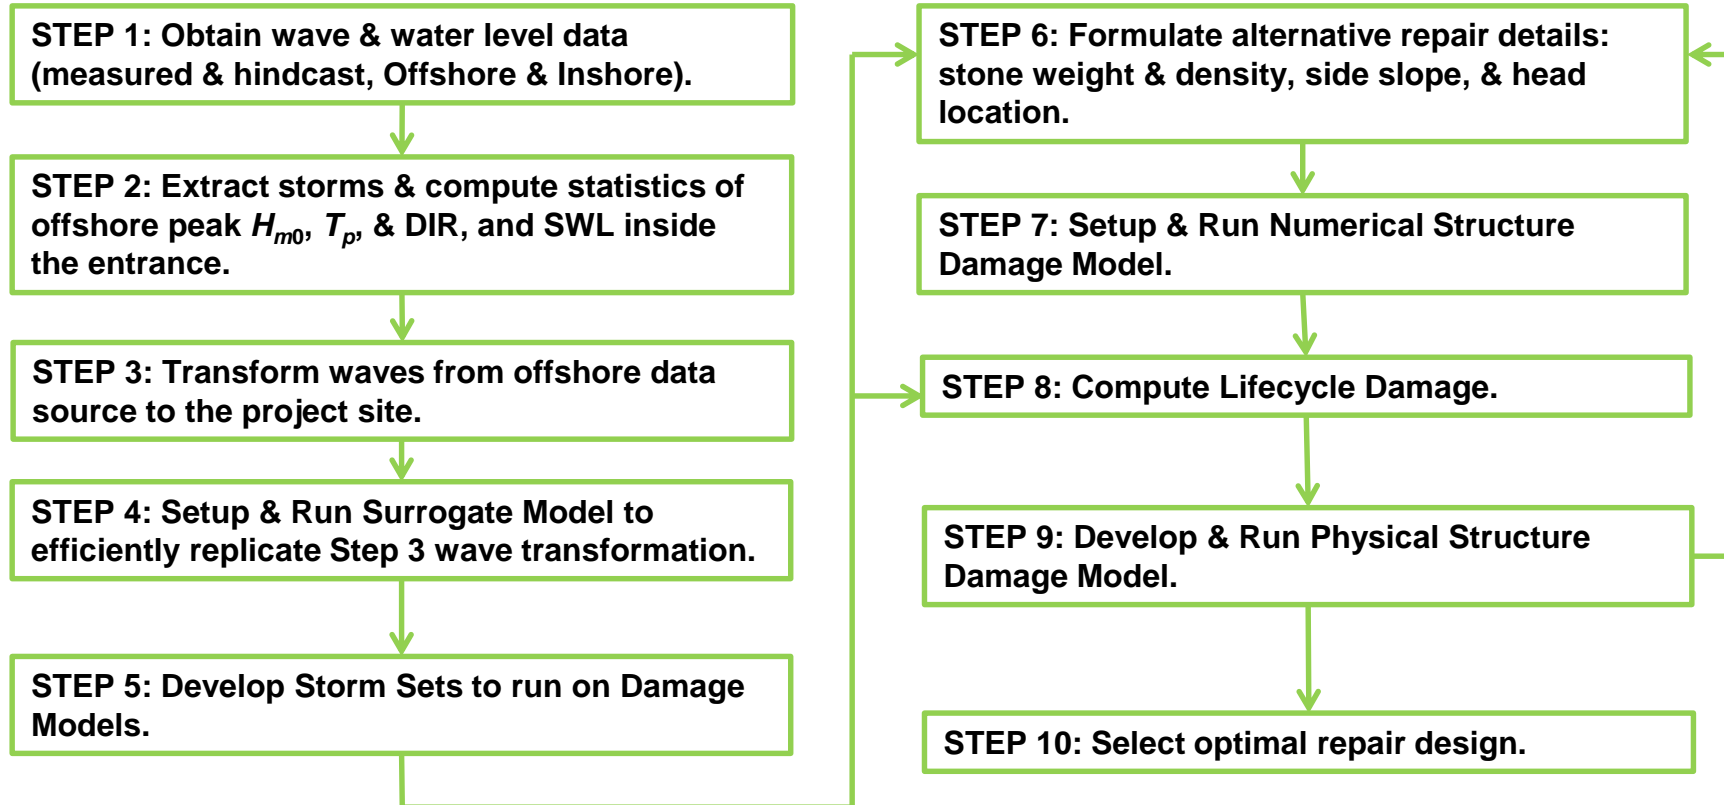 STEP 1: Obtain wave & water level data
(measured & hindcast, Offshore & Inshore).
STEP 2: Extract storms & compute statistics of
offshore peak Hm0, Tp, & DIR, and SWL inside
the entrance.
STEP 3: Transform waves from offshore data
source to the project site.
STEP 4: Setup & Run Surrogate Model to
efficiently replicate Step 3 wave transformation.
STEP 5: Develop Storm Sets to run on Damage
Models.
STEP 6: Formulate alternative repair details:
stone weight & density, side slope, & head
location.
STEP 7: Setup & Run Numerical Structure
Damage Model.
STEP 8: Compute Lifecycle Damage.
STEP 9: Develop & Run Physical Structure
Damage Model.
STEP 10: Select optimal repair design.